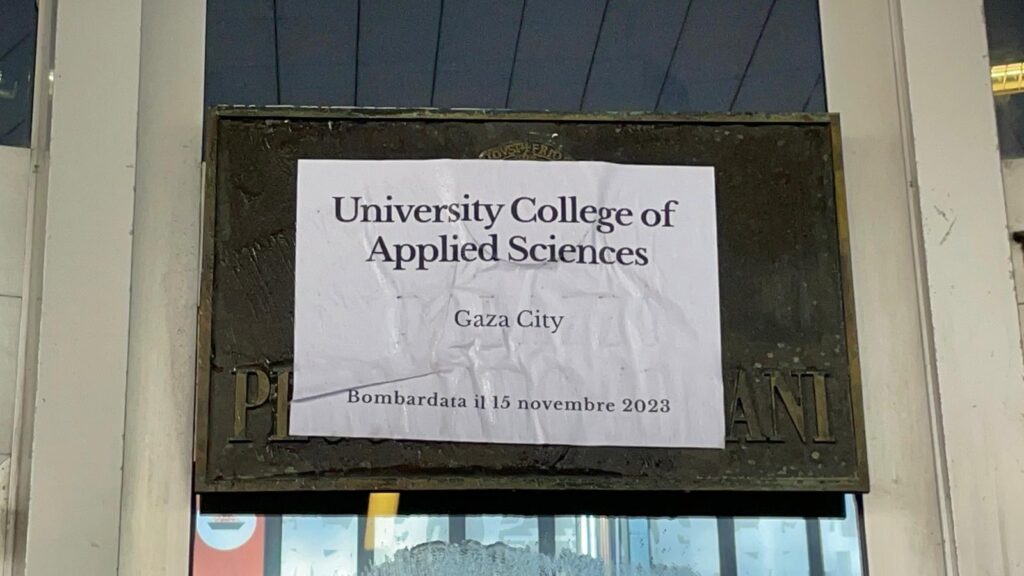 University College of
Applied Sciences
Gaza City
Bombardata il 15 novembre 2023